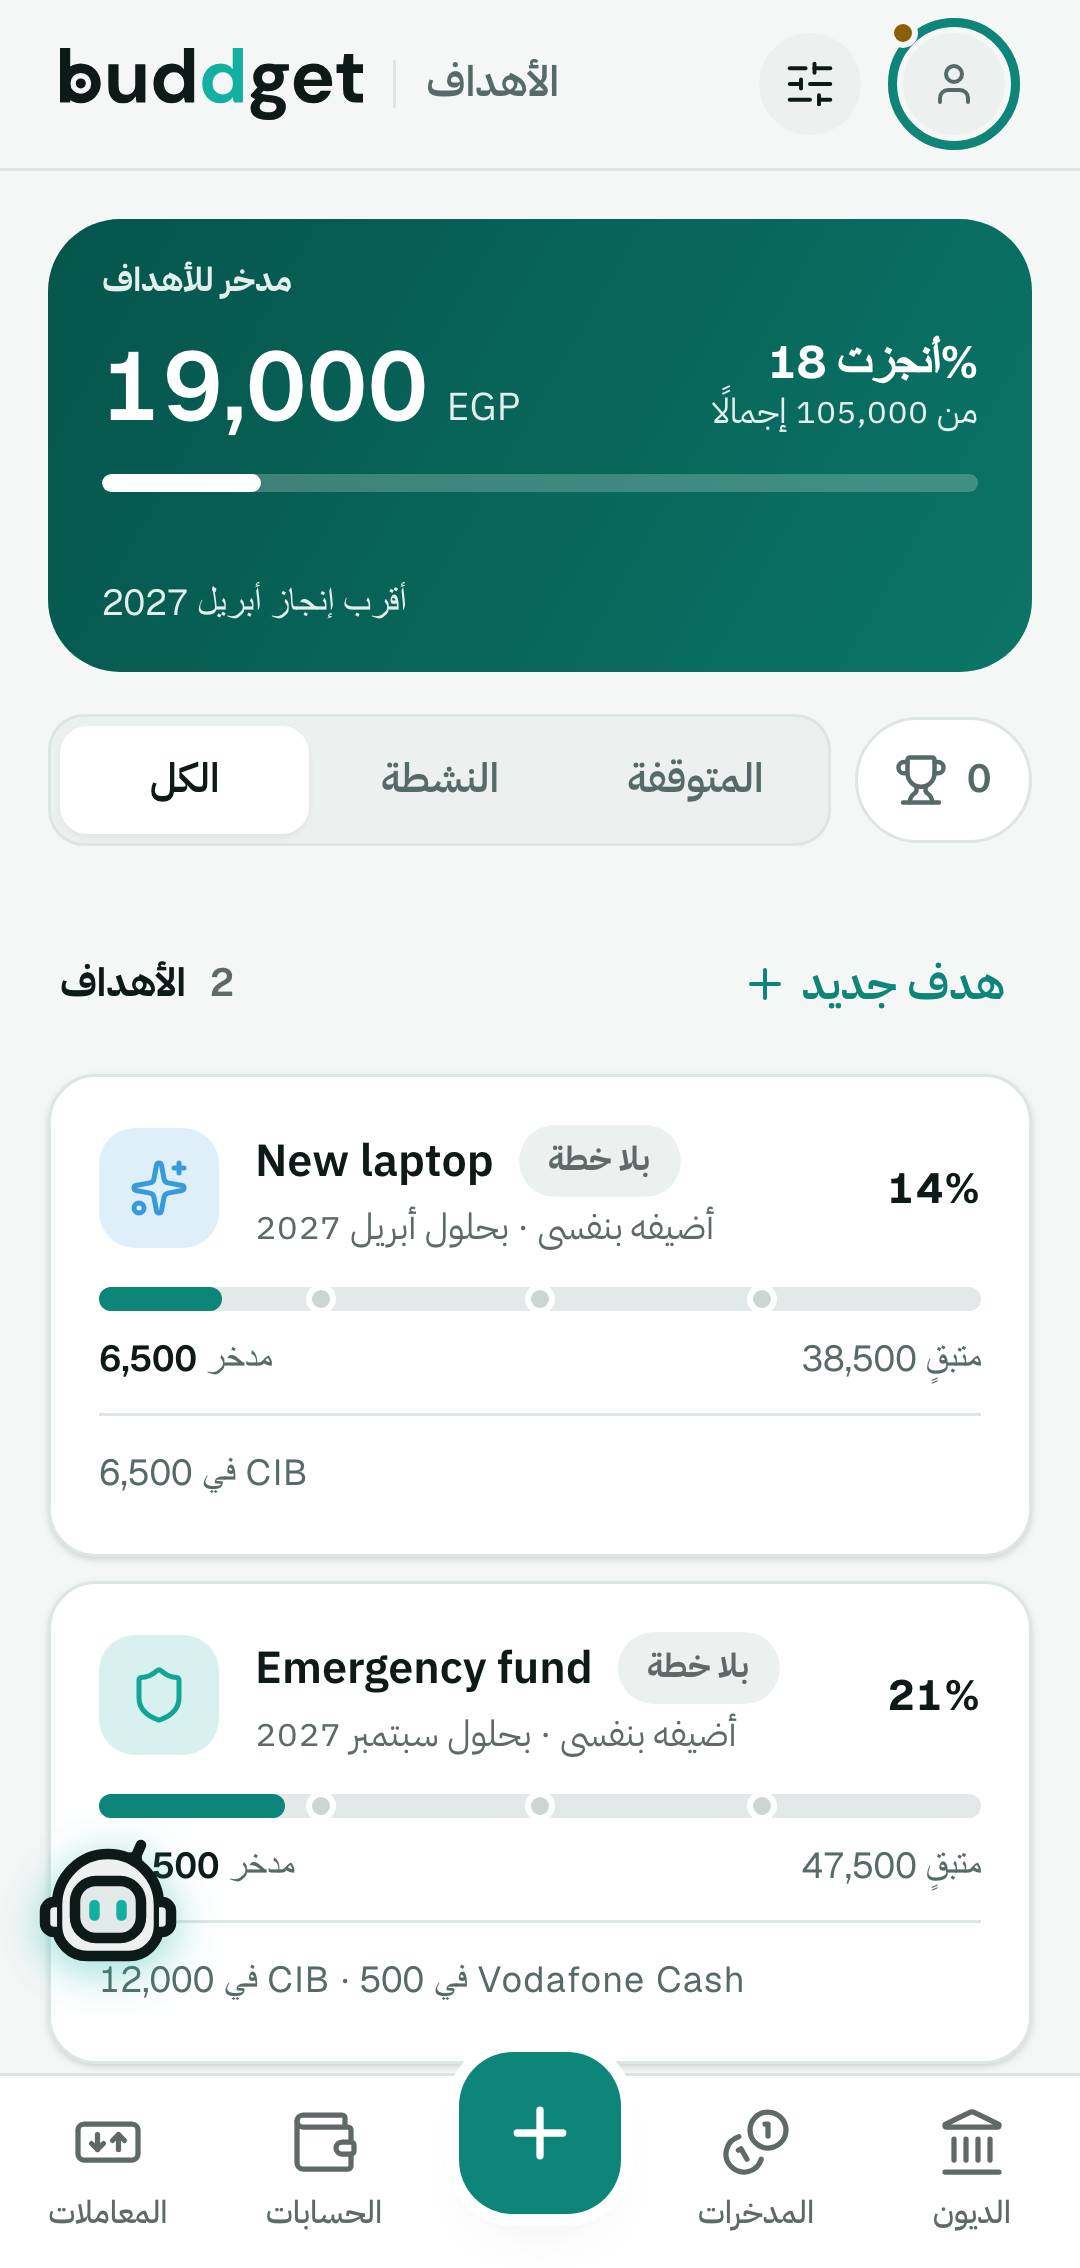 buddget
الأهداف
مدخر للأهداف
19,000 EGP
أنجزت 18%
من 105,000 إجمالًا
أقرب إنجاز أبريل 2027
الكل
النشطة
المتوقفة
0
الأهداف 2
هدف جديد +
New laptop
بلا خطة
14%
أضيفه بنفسي · بحلول أبريل 2027
6,500 مدخر
متبقٍ 38,500
6,500 في CIB
Emergency fund
بلا خطة
21%
أضيفه بنفسي · بحلول سبتمبر 2027
500 مدخر
متبقٍ 47,500
12,000 في CIB · 500 في Vodafone Cash
المعاملات
الحسابات
المدخرات
الديون